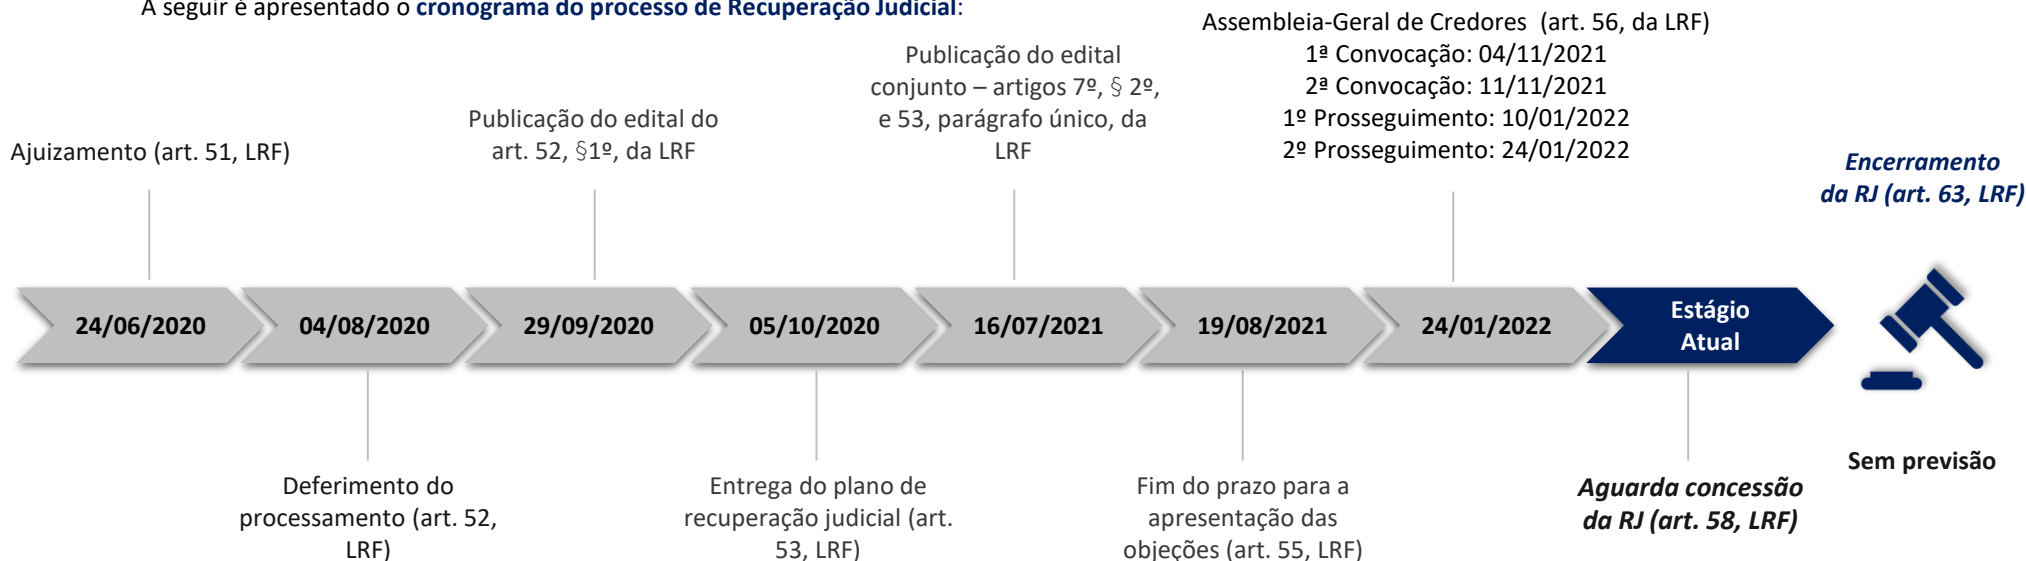 A seguir é apresentado o cronograma do processo de Recuperação Judicial:
Ajuizamento (art. 51, LRF)
Publicação do edital do
art. 52, §1º, da LRF
Publicação do edital
conjunto – artigos 7º, § 2º,
e 53, parágrafo único, da
LRF
Assembleia-Geral de Credores (art. 56, da LRF)
1ª Convocação: 04/11/2021
2ª Convocação: 11/11/2021
1º Prosseguimento: 10/01/2022
2º Prosseguimento: 24/01/2022
Encerramento
da RJ (art. 63, LRF)
24/06/2020
04/08/2020
29/09/2020
05/10/2020
16/07/2021
19/08/2021
24/01/2022
Estágio
Atual
Deferimento do
processamento (art. 52,
LRF)
Entrega do plano de
recuperação judicial (art.
53, LRF)
Fim do prazo para a
apresentação das
objeções (art. 55, LRF)
Aguarda concessão
da RJ (art. 58, LRF)
Sem previsão